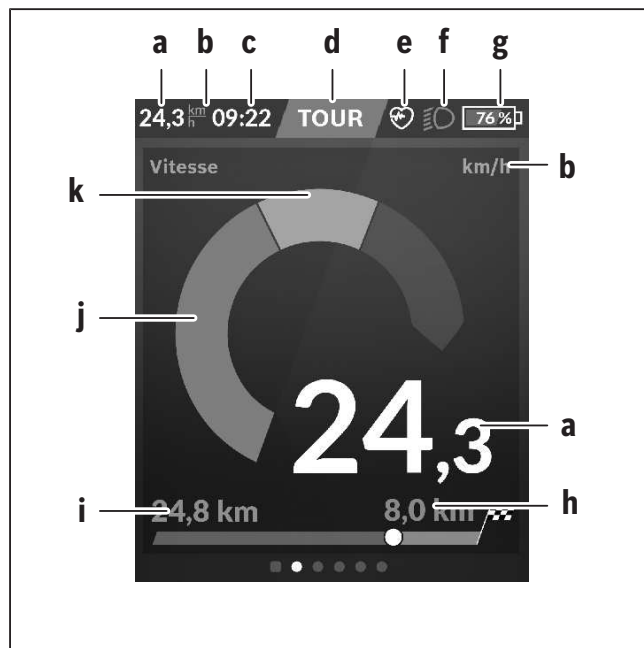 a b c d e f g
24,3 km/h 09:22 TOUR 76 %
Vitesse km/h b
k
j
24,3 a
i 24,8 km 8,0 km h